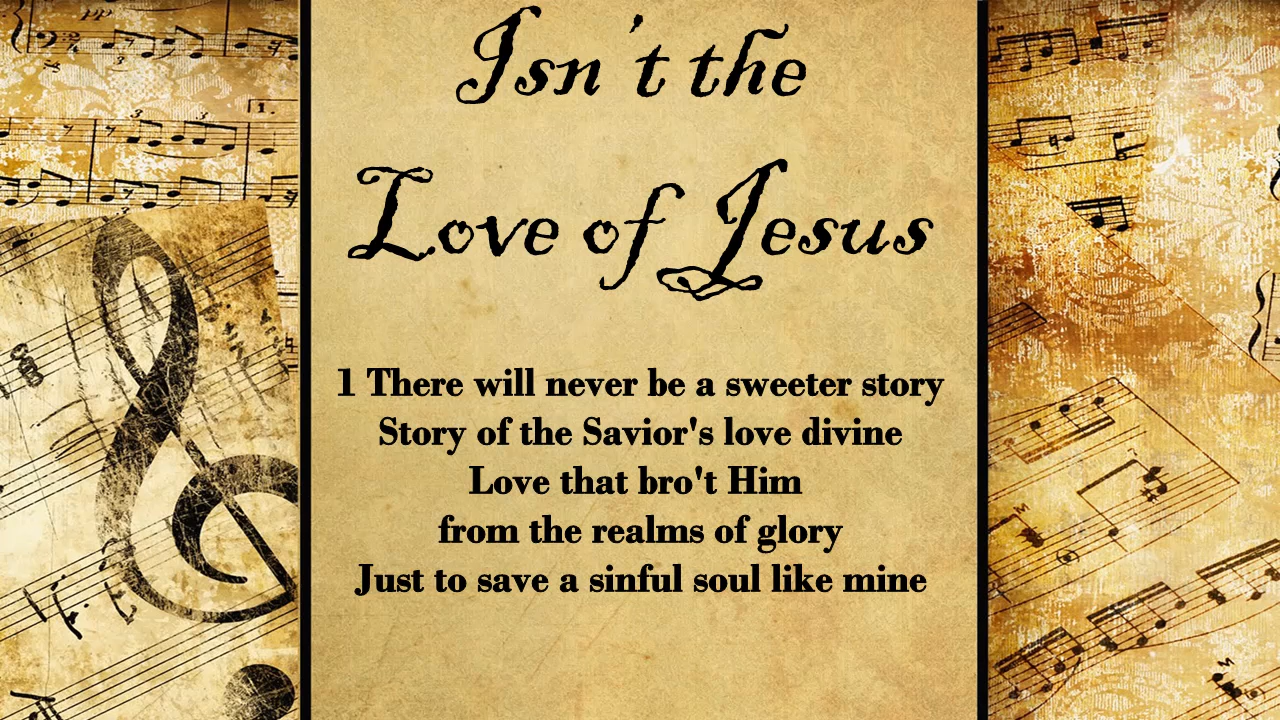 Isn't the
Love of Jesus
1 There will never be a sweeter story
Story of the Savior's love divine
Love that bro't Him
from the realms of glory
Just to save a sinful soul like mine